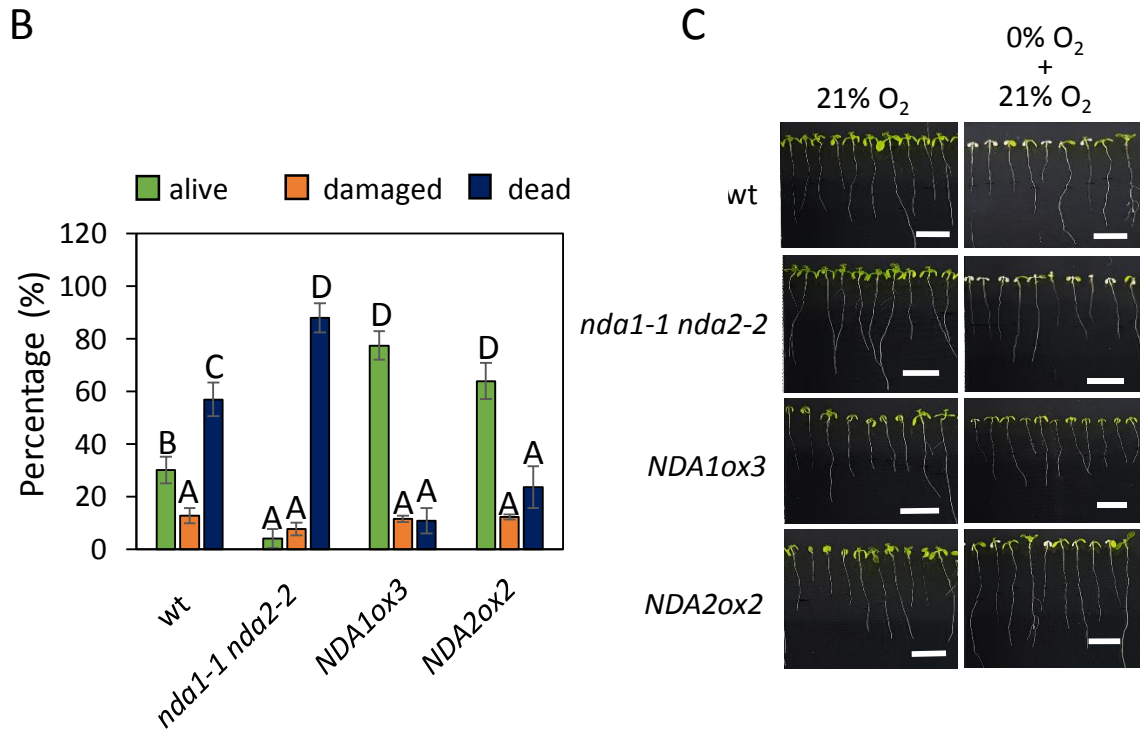 B
alive damaged dead
Percentage (%)
120
100
80
60
40
20
0
B A C
A A D
D A A
D A A
wt
nda1-1 nda2-2
NDA1ox3
NDA2ox2
C
21% O₂
0% O₂
+
21% O₂
wt
nda1-1 nda2-2
NDA1ox3
NDA2ox2